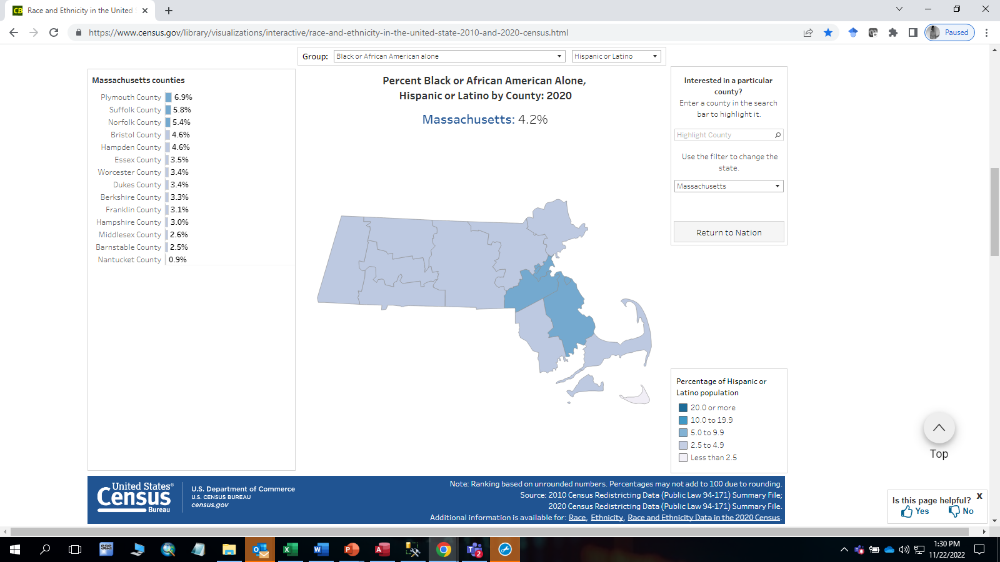 Race and Ethnicity in the United S
https://www.census.gov/library/visualizations/interactive/race-and-ethnicity-in-the-united-state-2010-and-2020-census.html
Paused
Group: Black or African American alone Hispanic or Latino
Massachusetts counties
Plymouth County 6.9%
Suffolk County 5.8%
Norfolk County 5.4%
Bristol County 4.6%
Hampden County 4.6%
Essex County 3.5%
Worcester County 3.4%
Dukes County 3.4%
Berkshire County 3.3%
Franklin County 3.1%
Hampshire County 3.0%
Middlesex County 2.6%
Barnstable County 2.5%
Nantucket County 0.9%
Percent Black or African American Alone,
Hispanic or Latino by County: 2020
Massachusetts: 4.2%
Interested in a particular
county?
Enter a county in the search
bar to highlight it.
Highlight County
Use the filter to change the
state.
Massachusetts
Return to Nation
Percentage of Hispanic or
Latino population
20.0 or more
10.0 to 19.9
5.0 to 9.9
2.5 to 4.9
Less than 2.5
Top
United States®
Census
Bureau
U.S. Department of Commerce
U.S. CENSUS BUREAU
census.gov
Note: Ranking based on unrounded numbers. Percentages may not add to 100 due to rounding.
Source: 2010 Census Redistricting Data (Public Law 94-171) Summary File;
2020 Census Redistricting Data (Public Law 94-171) Summary File.
Additional information is available for: Race, Ethnicity, Race and Ethnicity Data in the 2020 Census.
Is this page helpful? X
Yes No
1:30 PM
11/22/2022